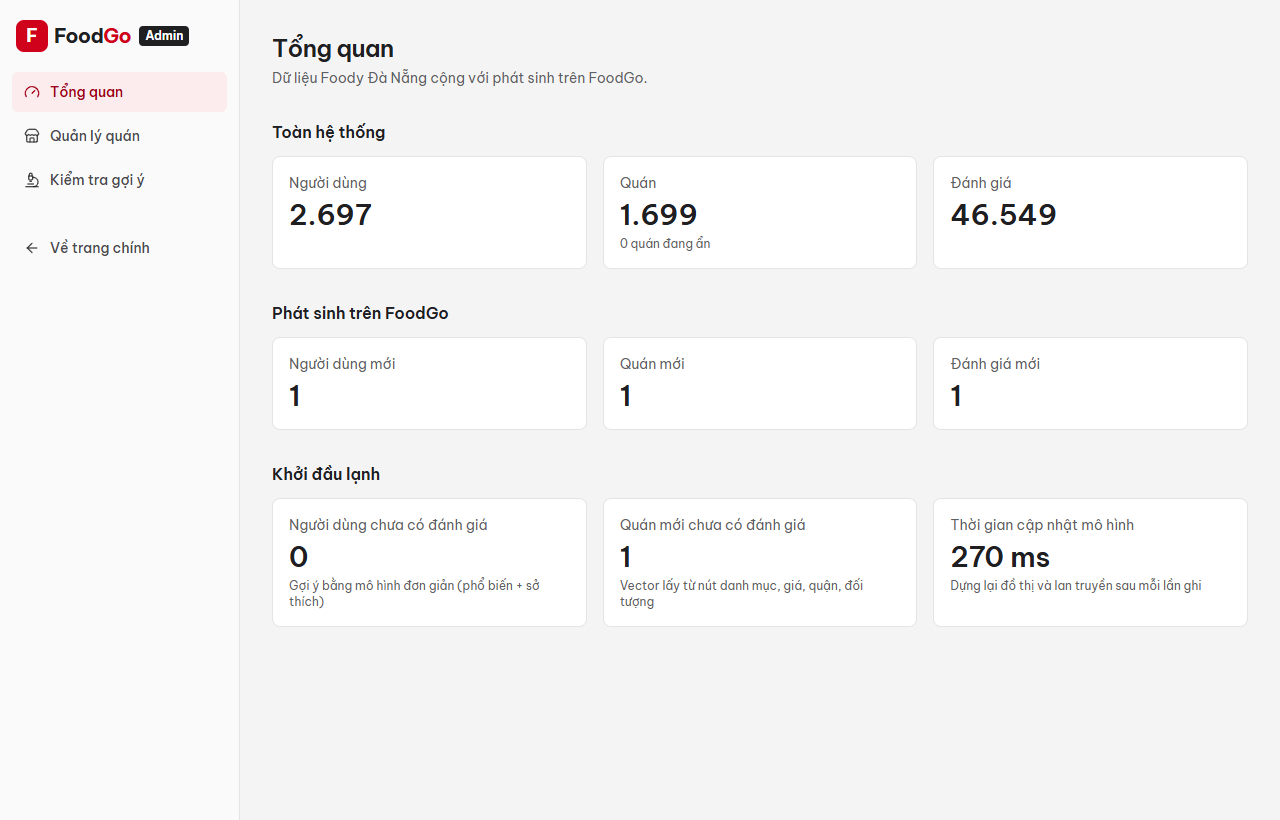 F FoodGo Admin
Tổng quan
Quản lý quán
Kiểm tra gợi ý
Về trang chính
Tổng quan
Dữ liệu Foody Đà Nẵng cộng với phát sinh trên FoodGo.
Toàn hệ thống
Người dùng
2.697
Quán
1.699
0 quán đang ẩn
Đánh giá
46.549
Phát sinh trên FoodGo
Người dùng mới
1
Quán mới
1
Đánh giá mới
1
Khởi đầu lạnh
Người dùng chưa có đánh giá
0
Gợi ý bằng mô hình đơn giản (phổ biến + sở
thích)
Quán mới chưa có đánh giá
1
Vector lấy từ nút danh mục, giá, quận, đối
tượng
Thời gian cập nhật mô hình
270 ms
Dựng lại đồ thị và lan truyền sau mỗi lần ghi